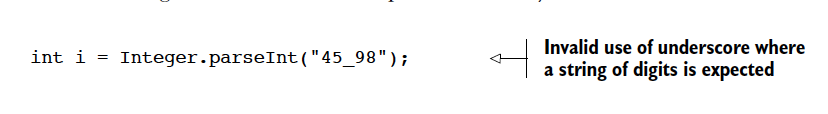 int i = Integer.parseInt("45_98");
Invalid use of underscore where
a string of digits is expected